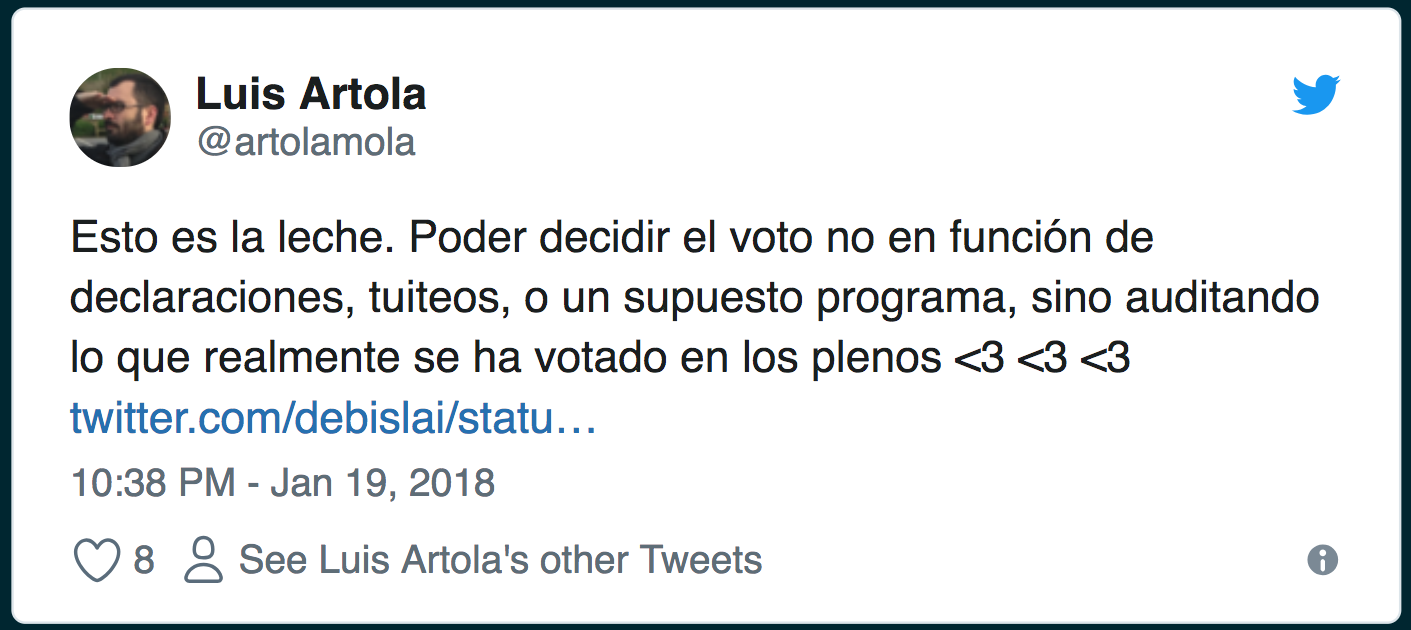 Luis Artola
@artolamola
Esto es la leche. Poder decidir el voto no en función de
declaraciones, tuiteos, o un supuesto programa, sino auditando
lo que realmente se ha votado en los plenos <3 <3 <3
twitter.com/debislai/statu…
10:38 PM - Jan 19, 2018
8 See Luis Artola's other Tweets